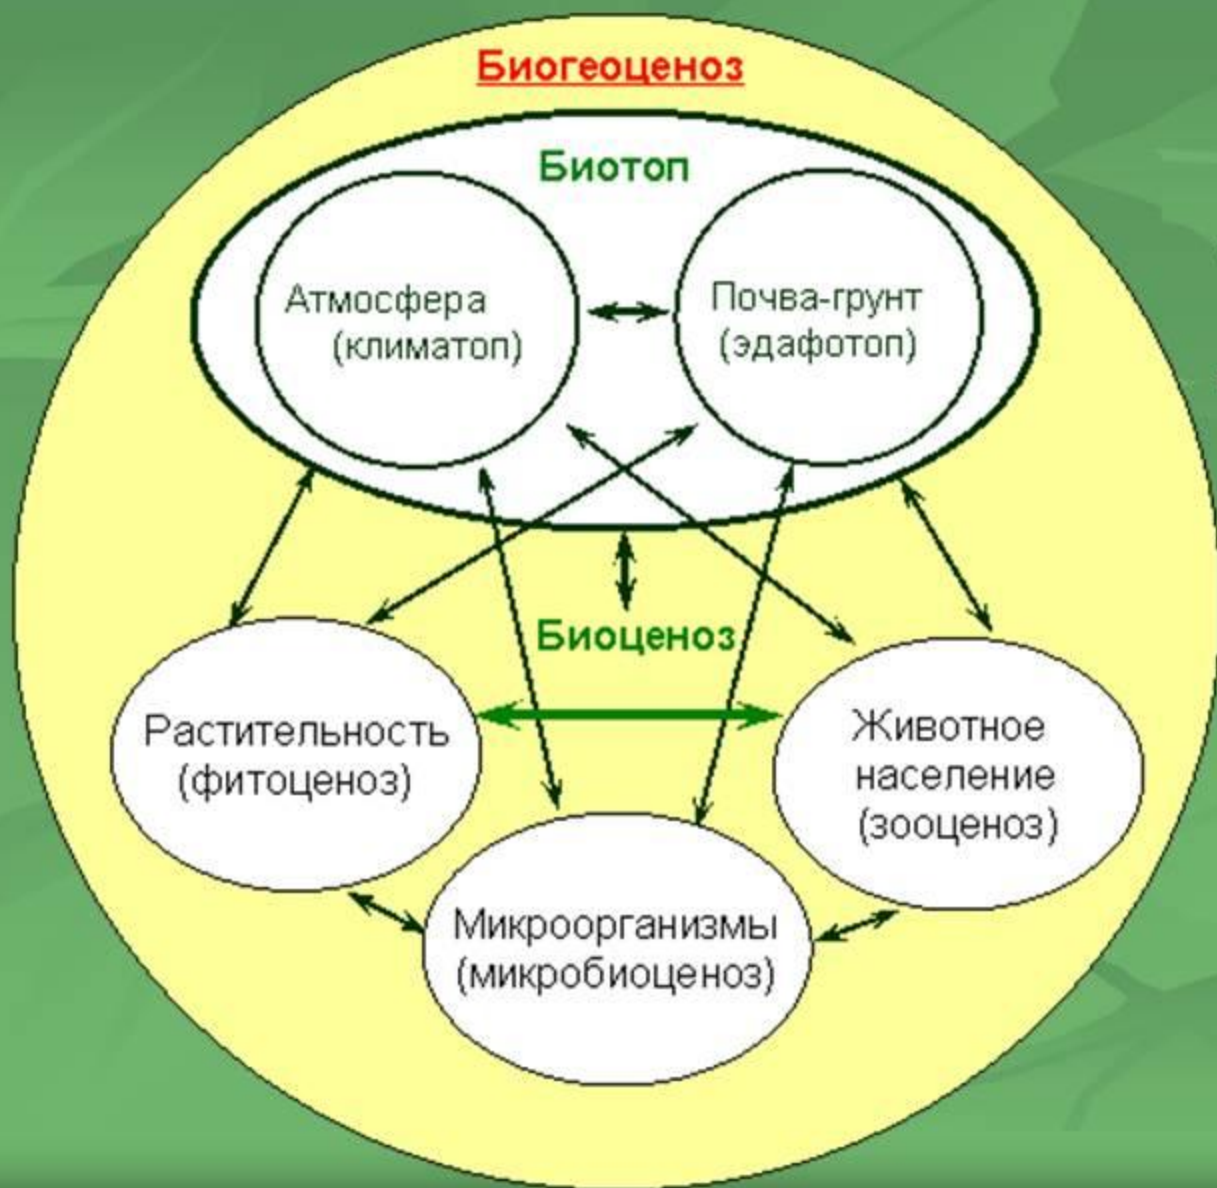 Биогеоценоз
Биотоп
Атмосфера
(климатоп)
Почва-грунт
(эдафотоп)
Биоценоз
Растительность
(фитоценоз)
Животное
население
(зооценоз)
Микроорганизмы
(микробиоценоз)